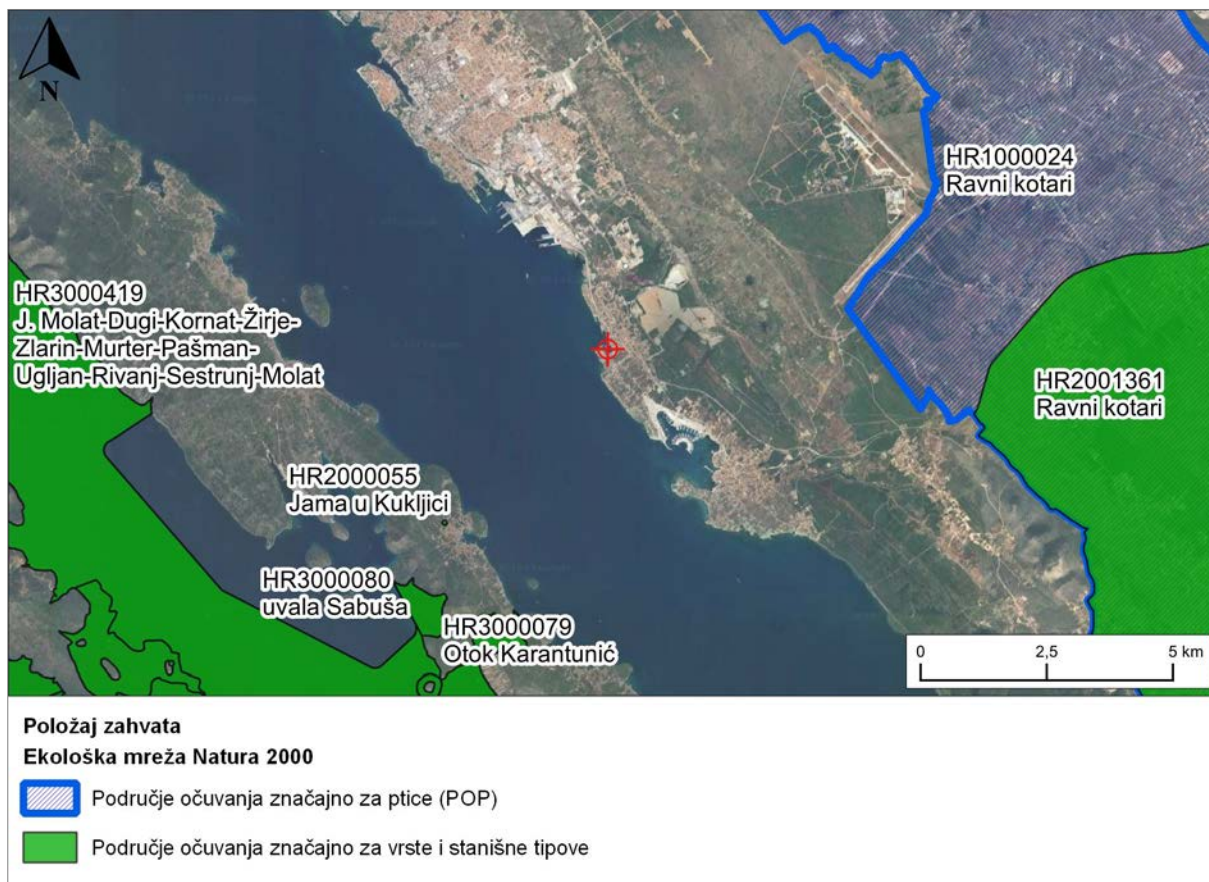 N
HR1000024
Ravni kotari
HR3000419
J. Molat-Dugi-Kornat-Žirje-
Zlarin-Murter-Pašman-
Ugljan-Rivanj-Sestrunj-Molat
HR2001361
Ravni kotari
HR2000055
Jama u Kukljici
HR3000080
uvala Sabuša
HR3000079
Otok Karantunić
0 2,5 5 km
Položaj zahvata
Ekološka mreža Natura 2000
Područje očuvanja značajno za ptice (POP)
Područje očuvanja značajno za vrste i stanišne tipove